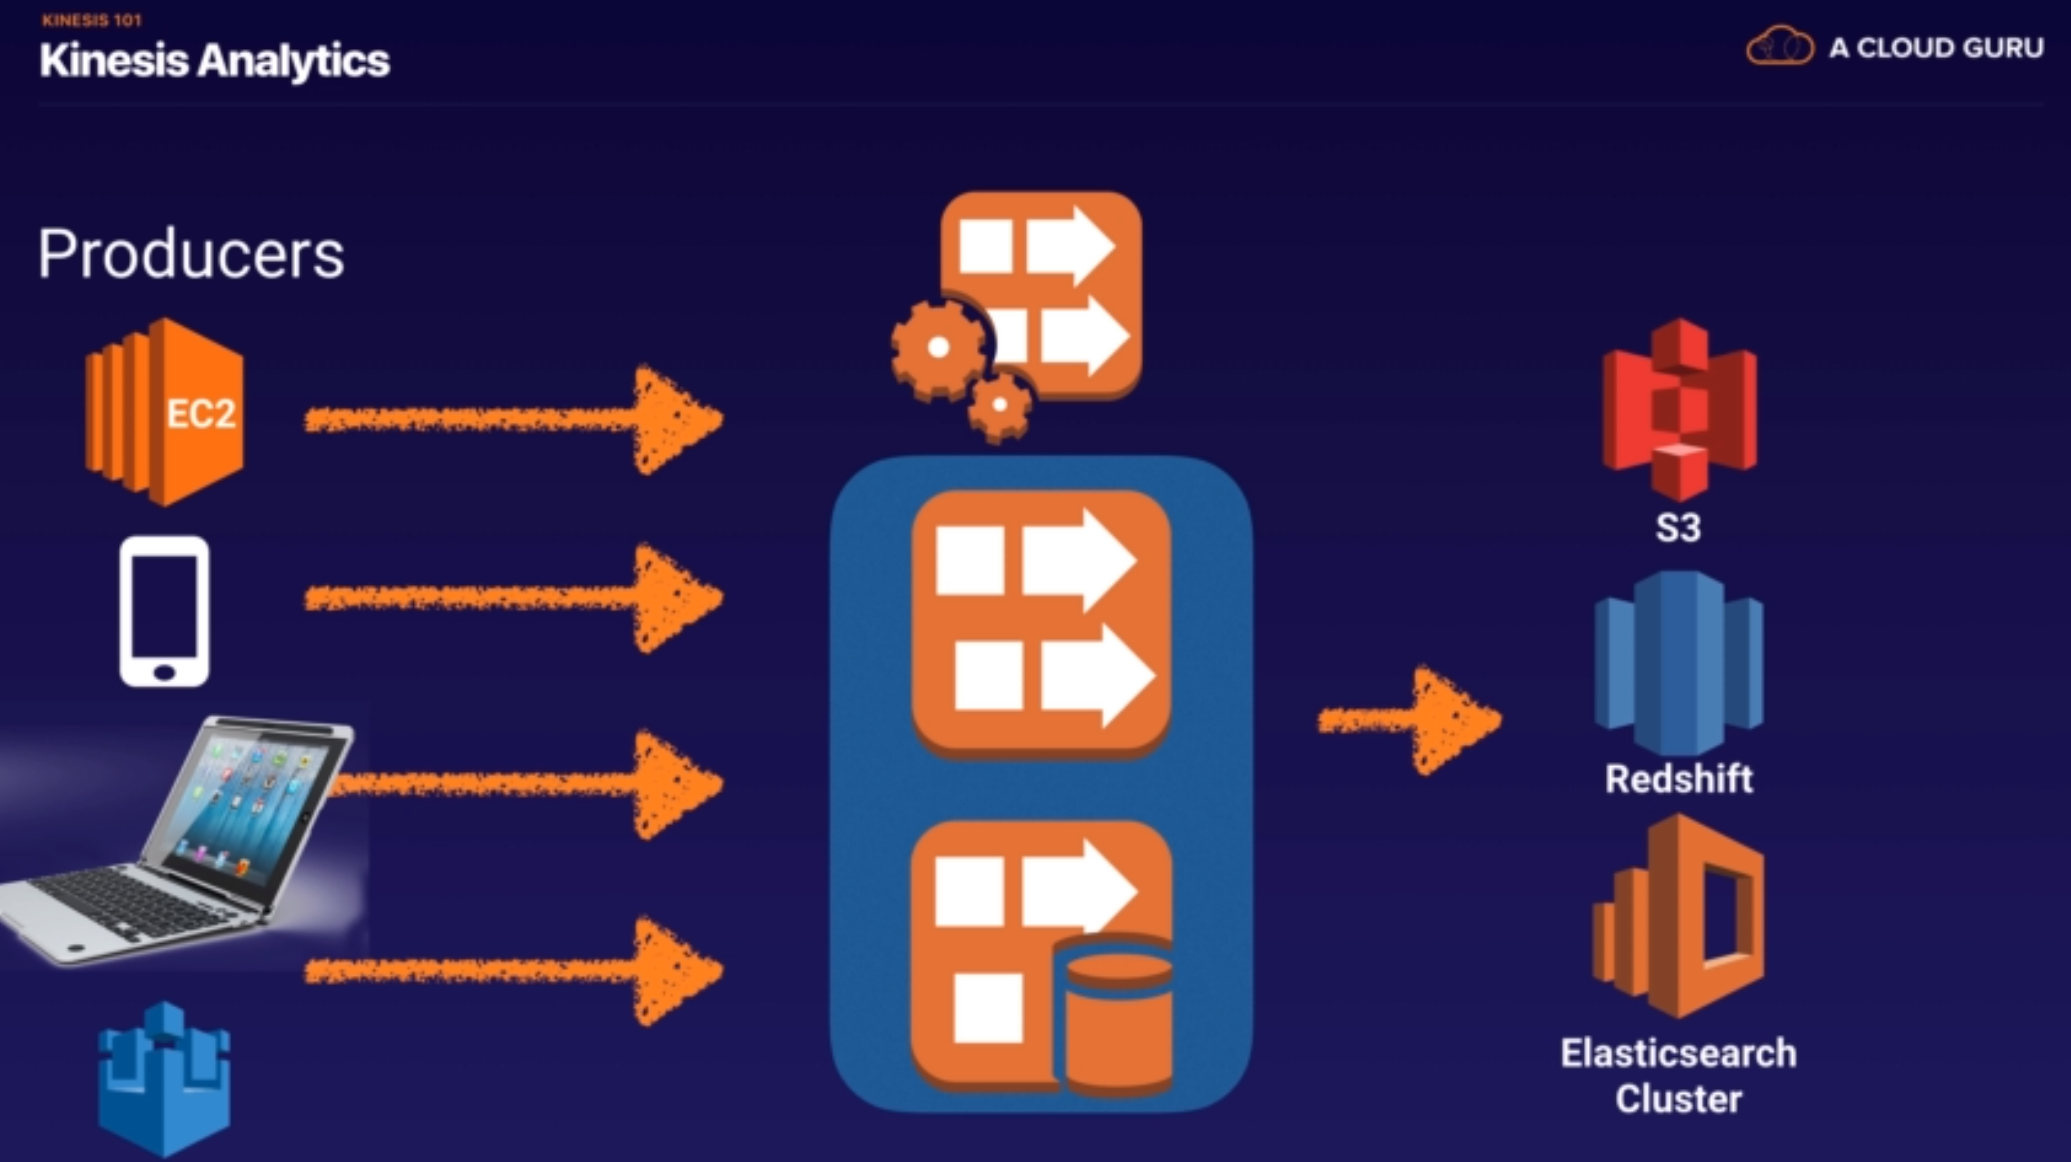 KINESIS 101
Kinesis Analytics
A CLOUD GURU
Producers
EC2
S3
Redshift
Elasticsearch
Cluster